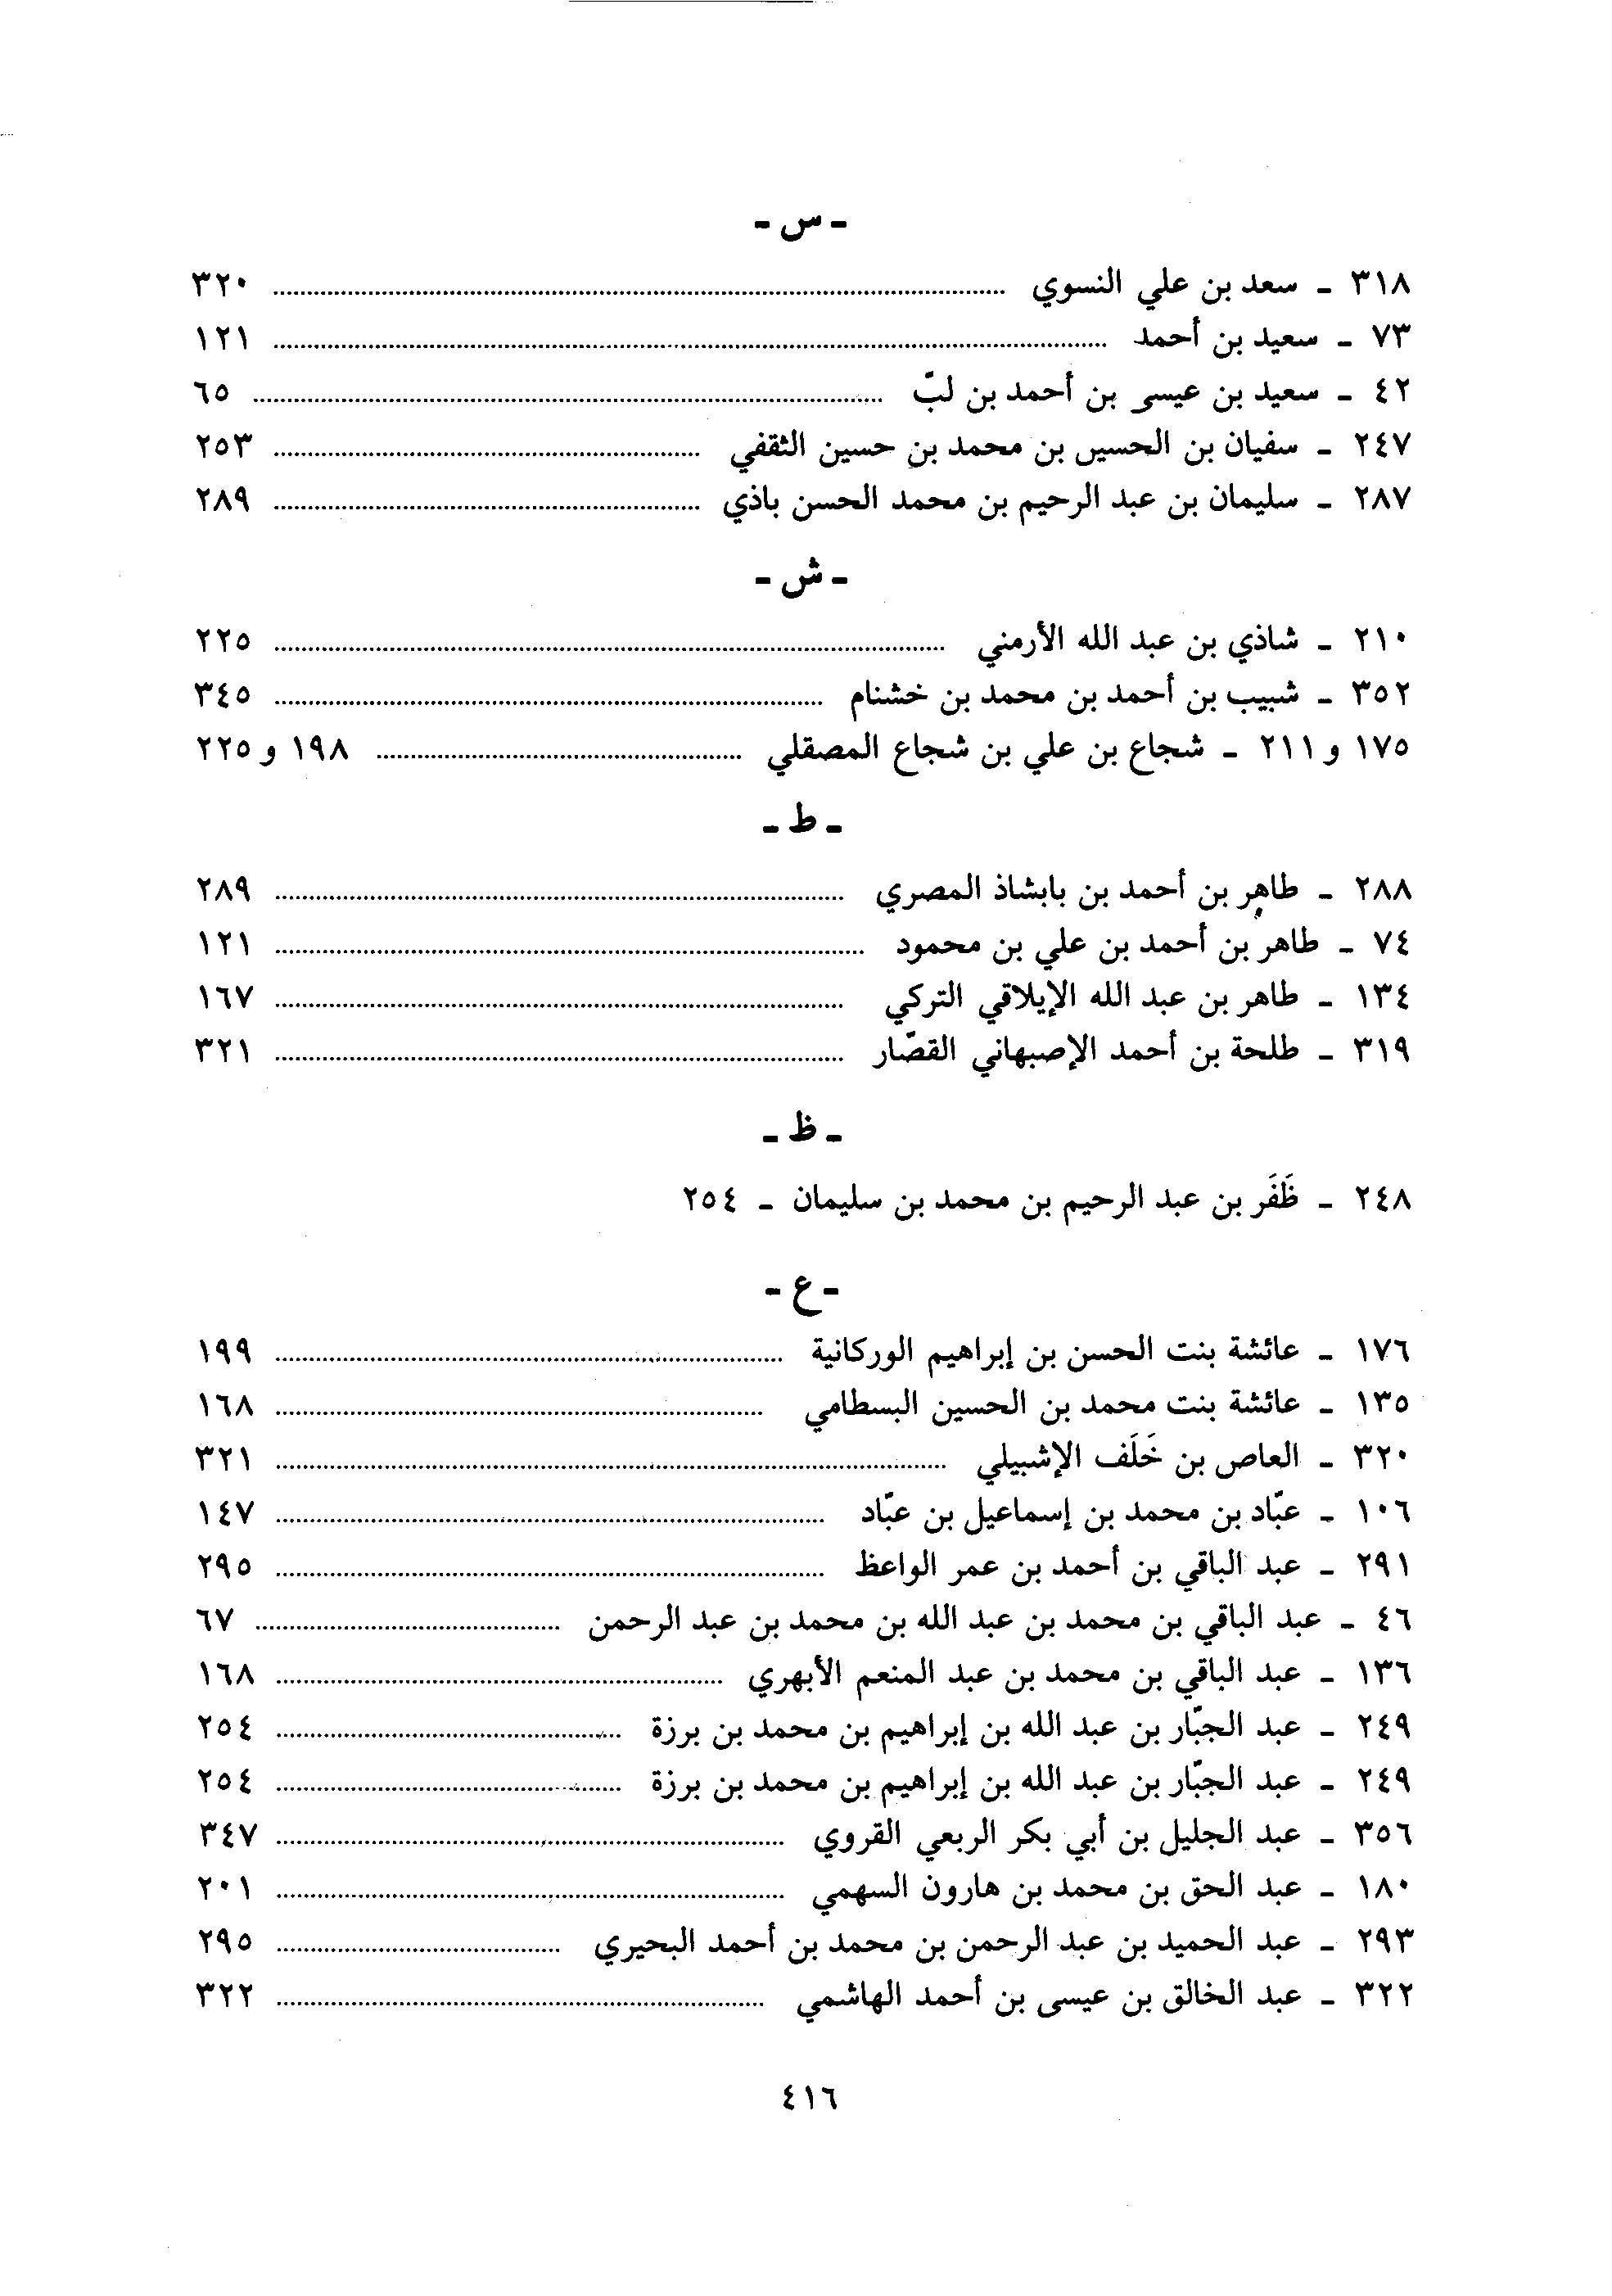 - س -
٣١٨ - سعد بن علي النسوي ........ ٣٢٠
٧٣ - سعيد بن أحمد ........ ١٢١
٤٢ - سعيد بن عيسى بن أحمد بن لبّ ........ ٦٥
٢٤٧ - سفيان بن الحسين بن محمد بن حسين الثقفي ........ ٢٥٣
٢٨٧ - سليمان بن عبد الرحيم بن محمد الحسن باذي ........ ٢٨٩
- ش -
٢١٠ - شاذي بن عبد الله الأرمني ........ ٢٢٥
٣٥٢ - شبيب بن أحمد بن محمد بن خشنام ........ ٣٤٥
١٧٥ و ٢١١ - شجاع بن علي بن شجاع المصقلي ........ ١٩٨ و ٢٢٥
- ط -
٢٨٨ - طاهر بن أحمد بن بابشاذ المصري ........ ٢٨٩
٧٤ - طاهر بن أحمد بن علي بن محمود ........ ١٢١
١٣٤ - طاهر بن عبد الله الإيلاقي التركي ........ ١٦٧
٣١٩ - طلحة بن أحمد الإصبهاني القصّار ........ ٣٢١
- ظ -
٢٤٨ - ظَفَر بن عبد الرحيم بن محمد بن سليمان - ٢٥٤
- ع -
١٧٦ - عائشة بنت الحسن بن إبراهيم الوركانية ........ ١٩٩
١٣٥ - عائشة بنت محمد بن الحسين البسطامي ........ ١٦٨
٣٢٠ - العاص بن خَلَف الإشبيلي ........ ٣٢١
١٠٦ - عبّاد بن محمد بن إسماعيل بن عبّاد ........ ١٤٧
٢٩١ - عبد الباقي بن أحمد بن عمر الواعظ ........ ٢٩٥
٤٦ - عبد الباقي بن محمد بن عبد الله بن محمد بن عبد الرحمن ........ ٦٧
١٣٦ - عبد الباقي بن محمد بن عبد المنعم الأبهري ........ ١٦٨
٢٤٩ - عبد الجبّار بن عبد الله بن إبراهيم بن محمد بن برزة ........ ٢٥٤
٢٤٩ - عبد الجبّار بن عبد الله بن إبراهيم بن محمد بن برزة ........ ٢٥٤
٣٥٦ - عبد الجليل بن أبي بكر الربعي القروي ........ ٣٤٧
١٨٠ - عبد الحق بن محمد بن هارون السهمي ........ ٢٠١
٢٩٣ - عبد الحميد بن عبد الرحمن بن محمد بن أحمد البحيري ........ ٢٩٥
٣٢٢ - عبد الخالق بن عيسى بن أحمد الهاشمي ........ ٣٢٢
٤١٦